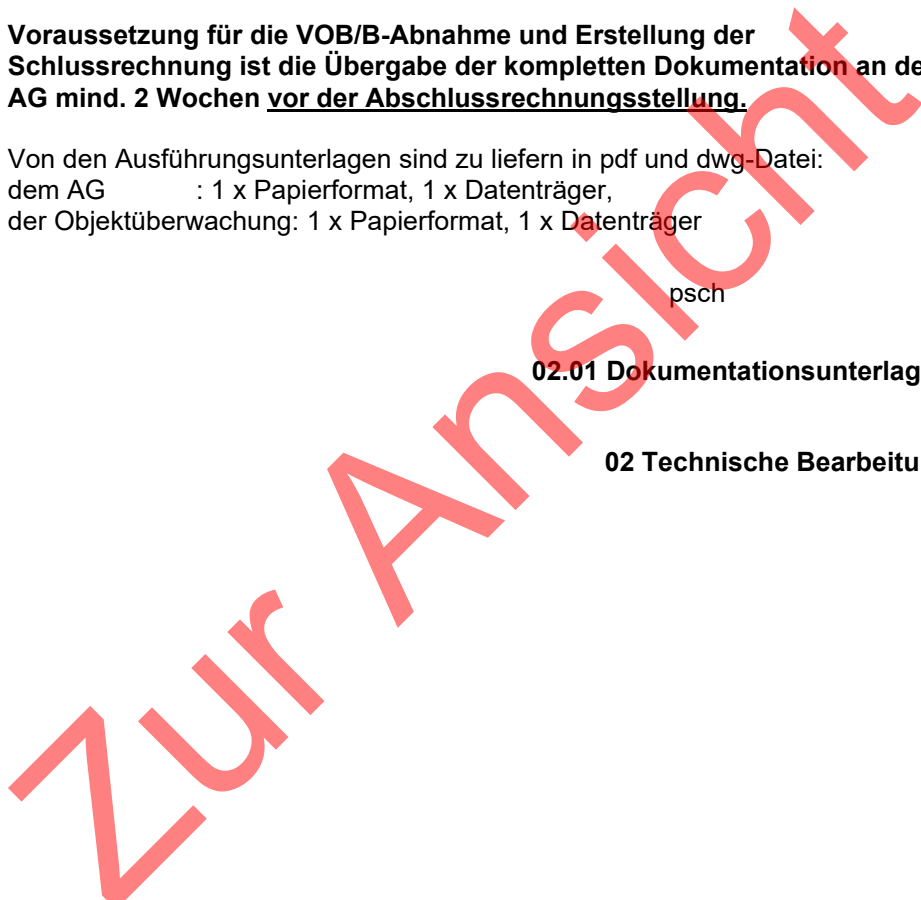 Voraussetzung für die VOB/B-Abnahme und Erstellung der
Schlussrechnung ist die Übergabe der kompletten Dokumentation an de
AG mind. 2 Wochen vor der Abschlussrechnungsstellung.
Von den Ausführungsunterlagen sind zu liefern in pdf und dwg-Datei:
dem AG : 1 x Papierformat, 1 x Datenträger,
der Objektüberwachung: 1 x Papierformat, 1 x Datenträger
psch
02.01 Dokumentationsunterlag
02 Technische Bearbeitu
Zur Ansicht